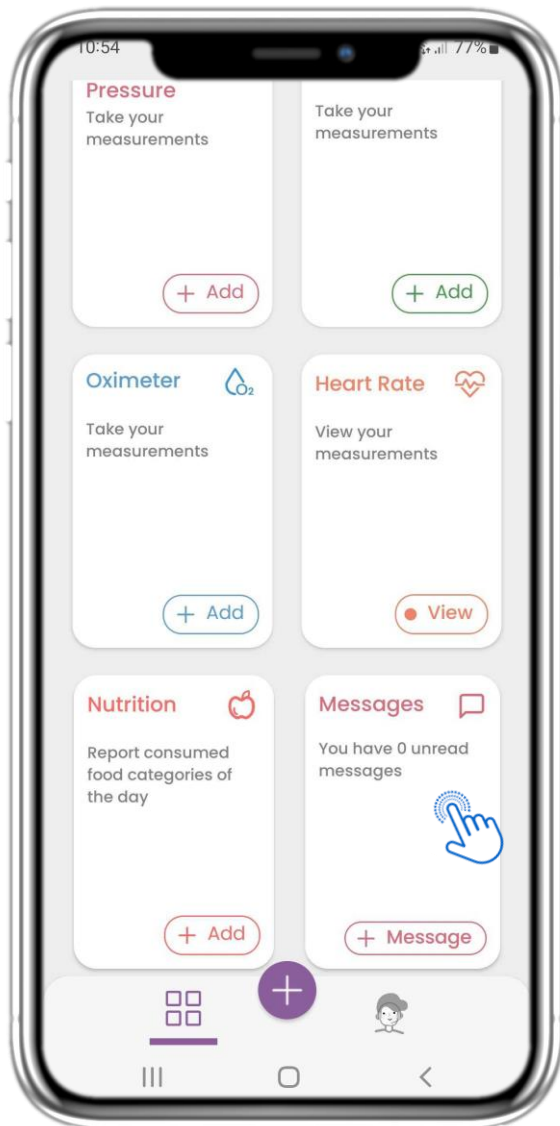 10:54
77%
Pressure
Take your
measurements
+ Add
Take your
measurements
+ Add
Oximeter
O2
Take your
measurements
+ Add
Heart Rate
View your
measurements
View
Nutrition
Report consumed
food categories of
the day
+ Add
Messages
You have 0 unread
messages
+ Message